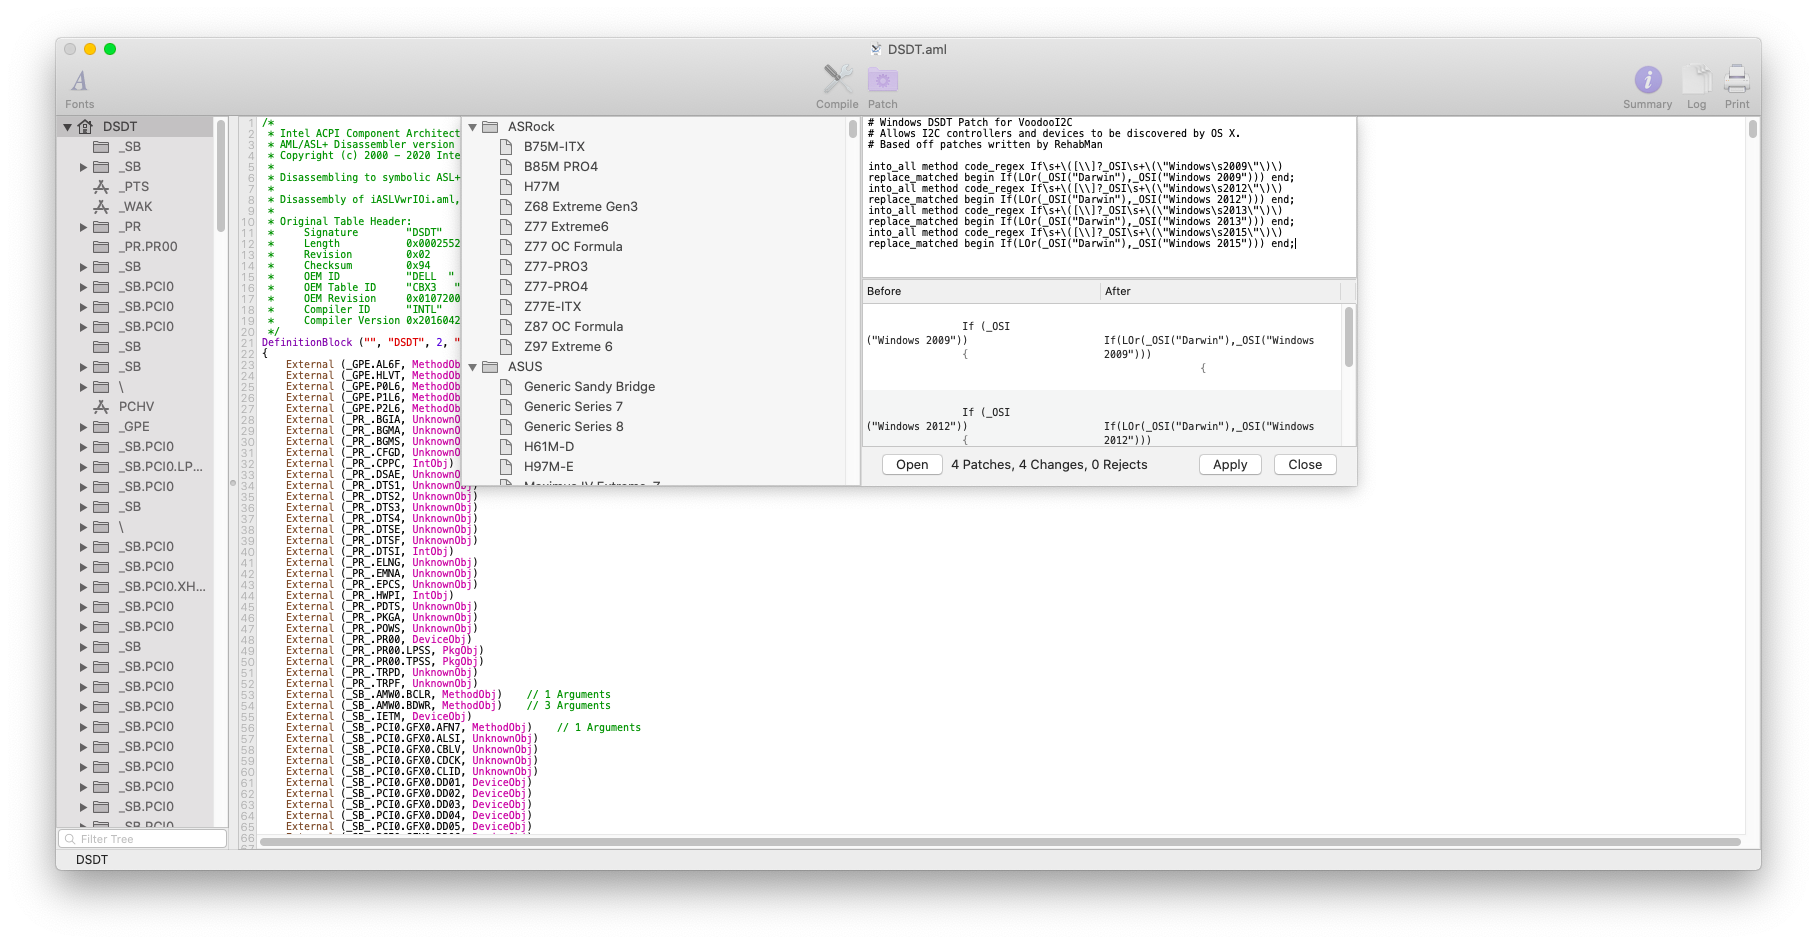 DSDT.aml
Fonts
Compile
Patch
Summary
Log
Print
DSDT
_SB
_SB
_PTS
_WAK
_PR
_PR.PR00
_SB
_SB.PCI0
_SB.PCI0
_SB.PCI0
_SB
_SB
\
PCHV
_GPE
_SB.PCI0
_SB.PCI0.LP...
_SB.PCI0
_SB
\
_SB.PCI0
_SB.PCI0
_SB.PCI0.XH...
_SB.PCI0
_SB.PCI0
_SB
_SB.PCI0
_SB.PCI0
_SB.PCI0
_SB.PCI0
_SB.PCI0
_SB.PCI0
_SB.PCI0
_SB.PCI0
_SB.PCI0
Filter Tree
DSDT
1 /*
2 * Intel ACPI Component Architect
3 * AML/ASL+ Disassembler version
4 * Copyright (c) 2000 - 2020 Inte
5 *
6 * Disassembling to symbolic ASL+
7 *
8 * Disassembly of iASLVwrIOi.aml,
9 *
10 * Original Table Header:
11 * Signature "DSDT"
12 * Length 0x0002552
13 * Revision 0x02
14 * Checksum 0x94
15 * OEM ID "DELL "
16 * OEM Table ID "CBX3 "
17 * OEM Revision 0x0107200
18 * Compiler ID "INTL"
19 * Compiler Version 0x2016042
20 */
21 DefinitionBlock ("", "DSDT", 2, "
22 {
23 External (_GPE.AL6F, MethodOb
24 External (_GPE.HLVT, MethodOb
25 External (_GPE.P0L6, MethodOb
26 External (_GPE.P1L6, MethodOb
27 External (_GPE.P2L6, MethodOb
28 External (_PR_.BGIA, UnknownO
29 External (_PR_.BGMA, UnknownO
30 External (_PR_.BGMS, UnknownO
31 External (_PR_.CFGD, UnknownO
32 External (_PR_.CPPC, IntObj)
33 External (_PR_.DSAE, UnknownO
34 External (_PR_.DTS1, UnknownObj)
35 External (_PR_.DTS2, UnknownObj)
36 External (_PR_.DTS3, UnknownObj)
37 External (_PR_.DTS4, UnknownObj)
38 External (_PR_.DTSE, UnknownObj)
39 External (_PR_.DTSF, UnknownObj)
40 External (_PR_.DTSI, IntObj)
41 External (_PR_.ELNG, UnknownObj)
42 External (_PR_.EMNA, UnknownObj)
43 External (_PR_.EPCS, UnknownObj)
44 External (_PR_.HWPI, IntObj)
45 External (_PR_.PDTS, UnknownObj)
46 External (_PR_.PKGA, UnknownObj)
47 External (_PR_.POWS, UnknownObj)
48 External (_PR_.PR00, DeviceObj)
49 External (_PR_.PR00.LPSS, PkgObj)
50 External (_PR_.PR00.TPSS, PkgObj)
51 External (_PR_.TRPD, UnknownObj)
52 External (_PR_.TRPF, UnknownObj)
53 External (_SB_.AMW0.BCLR, MethodObj) // 1 Arguments
54 External (_SB_.AMW0.BDWR, MethodObj) // 3 Arguments
55 External (_SB_.IETM, DeviceObj)
56 External (_SB_.PCI0.GFX0.AFN7, MethodObj) // 1 Arguments
57 External (_SB_.PCI0.GFX0.ALSI, UnknownObj)
58 External (_SB_.PCI0.GFX0.CBLV, UnknownObj)
59 External (_SB_.PCI0.GFX0.CDCK, UnknownObj)
60 External (_SB_.PCI0.GFX0.CLID, UnknownObj)
61 External (_SB_.PCI0.GFX0.DD01, DeviceObj)
62 External (_SB_.PCI0.GFX0.DD02, DeviceObj)
63 External (_SB_.PCI0.GFX0.DD03, DeviceObj)
64 External (_SB_.PCI0.GFX0.DD04, DeviceObj)
65 External (_SB_.PCI0.GFX0.DD05, DeviceObj)
66
ASRock
B75M-ITX
B85M PRO4
H77M
Z68 Extreme Gen3
Z77 Extreme6
Z77 OC Formula
Z77-PRO3
Z77-PRO4
Z77E-ITX
Z87 OC Formula
Z97 Extreme 6
ASUS
Generic Sandy Bridge
Generic Series 7
Generic Series 8
H61M-D
H97M-E
# Windows DSDT Patch for VoodooI2C
# Allows I2C controllers and devices to be discovered by OS X.
# Based off patches written by RehabMan
into_all method code_regex If\s+\([\\]?_OSI\s+\(\"Windows\s2009\"\)\)
replace_matched begin If(LOr(_OSI("Darwin"),_OSI("Windows 2009"))) end;
into_all method code_regex If\s+\([\\]?_OSI\s+\(\"Windows\s2012\"\)\)
replace_matched begin If(LOr(_OSI("Darwin"),_OSI("Windows 2012"))) end;
into_all method code_regex If\s+\([\\]?_OSI\s+\(\"Windows\s2013\"\)\)
replace_matched begin If(LOr(_OSI("Darwin"),_OSI("Windows 2013"))) end;
into_all method code_regex If\s+\([\\]?_OSI\s+\(\"Windows\s2015\"\)\)
replace_matched begin If(LOr(_OSI("Darwin"),_OSI("Windows 2015"))) end;
Before
After
If (_OSI
("Windows 2009"))
{
If(LOr(_OSI("Darwin"),_OSI("Windows
2009")))
{
If (_OSI
("Windows 2012"))
{
If(LOr(_OSI("Darwin"),_OSI("Windows
2012")))
Open
4 Patches, 4 Changes, 0 Rejects
Apply
Close